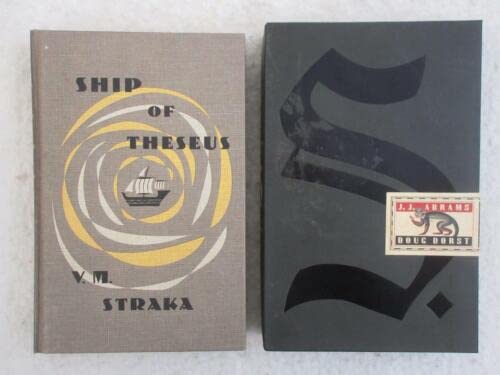 SHIP
OF
THESEUS
V. M.
STRAKA
S.
J.J. ABRAMS
DOUG DORST